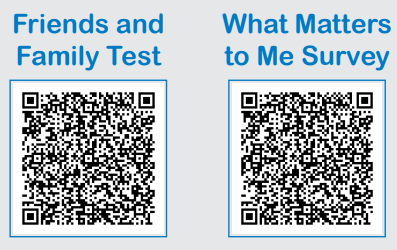 Friends and
Family Test
What Matters
to Me Survey